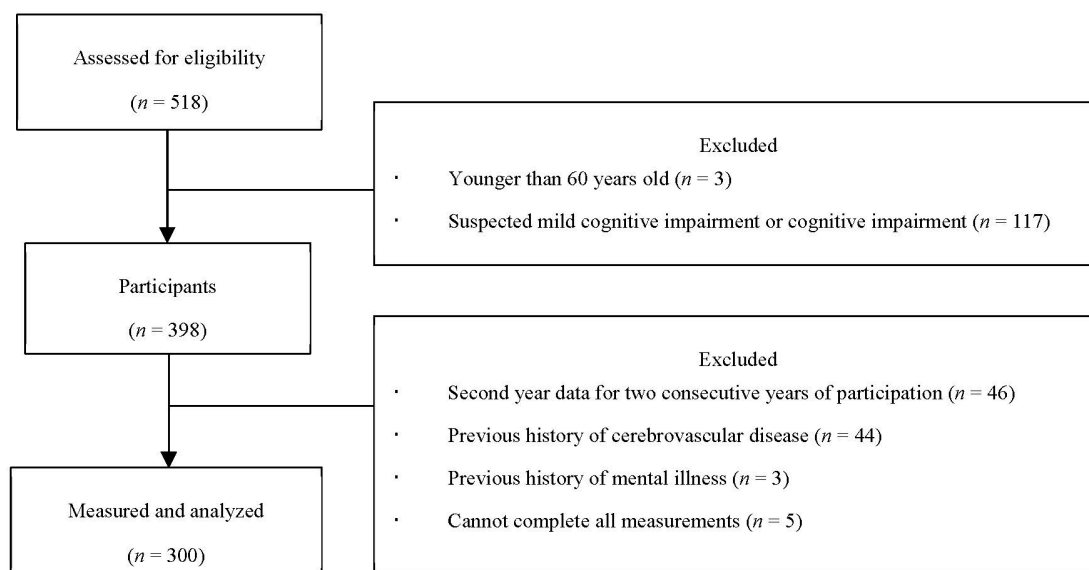 Assessed for eligibility
(n = 518)
Excluded
· Younger than 60 years old (n = 3)
· Suspected mild cognitive impairment or cognitive impairment (n = 117)
Participants
(n = 398)
Excluded
· Second year data for two consecutive years of participation (n = 46)
· Previous history of cerebrovascular disease (n = 44)
· Previous history of mental illness (n = 3)
· Cannot complete all measurements (n = 5)
Measured and analyzed
(n = 300)